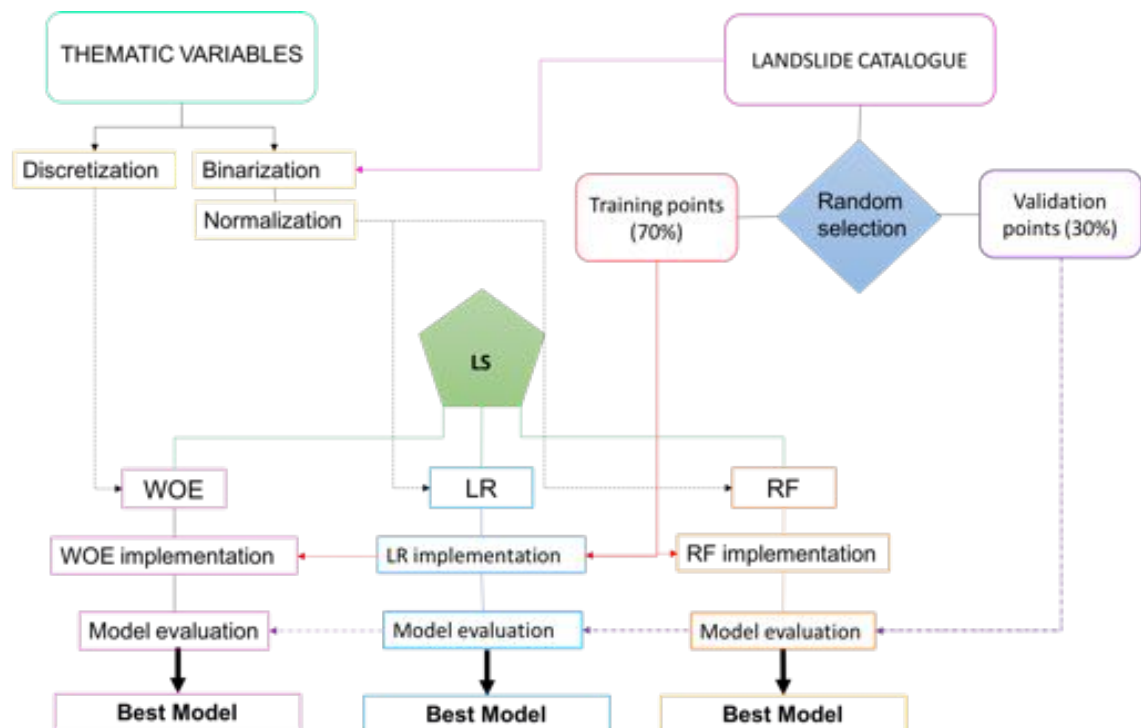 THEMATIC VARIABLES
LANDSLIDE CATALOGUE
Discretization
Binarization
Normalization
Training points
(70%)
Random
selection
Validation
points (30%)
LS
WOE
LR
RF
WOE implementation
LR implementation
RF implementation
Model evaluation
Model evaluation
Model evaluation
Best Model
Best Model
Best Model